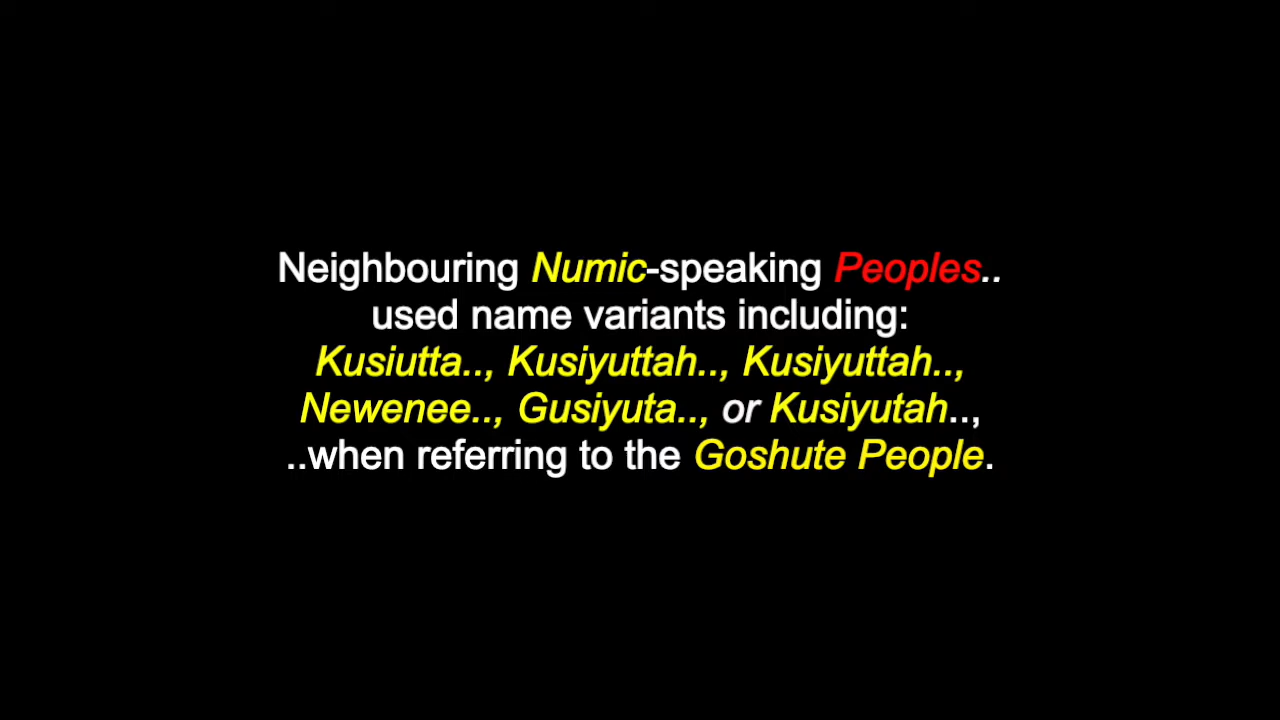 Neighbouring Numic-speaking Peoples..
used name variants including:
Kusiutta.., Kusiyuttah.., Kusiyuttah..,
Newenee.., Gusiyuta.., or Kusiyutah..,
..when referring to the Goshute People.